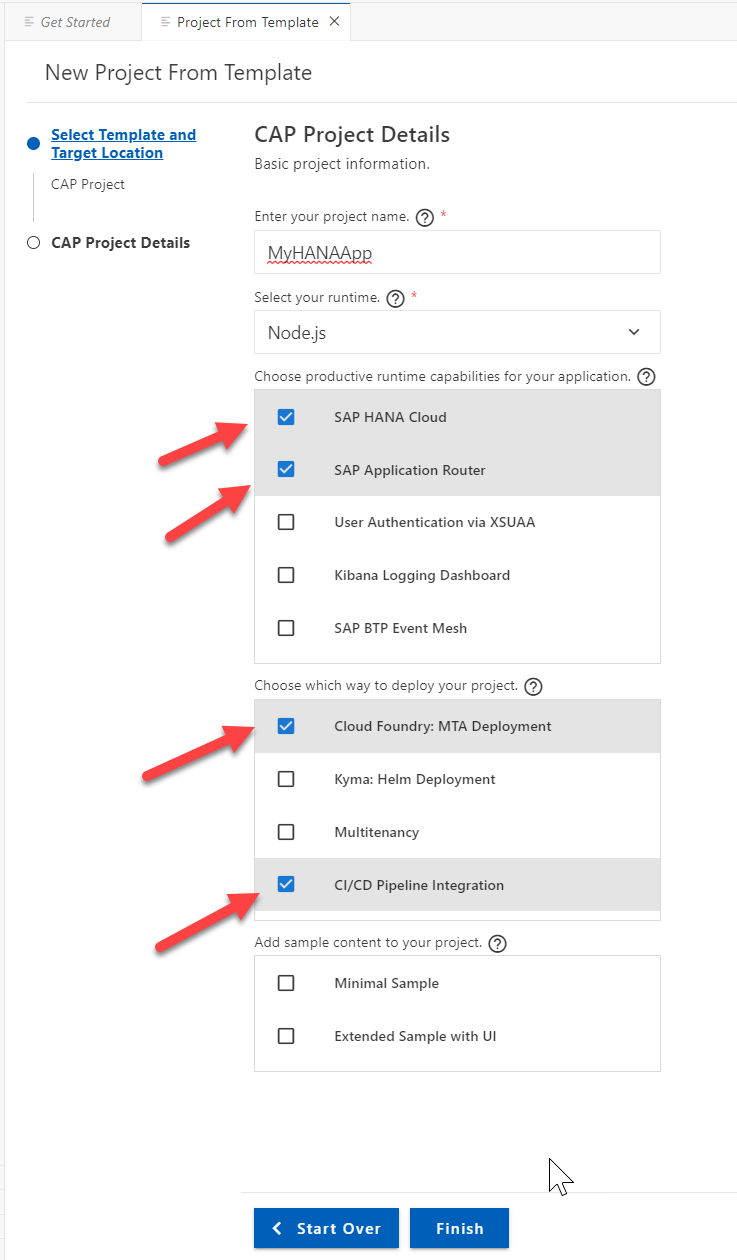 Get Started
Project From Template
New Project From Template
Select Template and
Target Location
CAP Project
CAP Project Details
CAP Project Details
Basic project information.
Enter your project name. ? *
MyHANAApp
Select your runtime. ? *
Node.js
Choose productive runtime capabilities for your application. ?
SAP HANA Cloud
SAP Application Router
User Authentication via XSUAA
Kibana Logging Dashboard
SAP BTP Event Mesh
Choose which way to deploy your project. ?
Cloud Foundry: MTA Deployment
Kyma: Helm Deployment
Multitenancy
CI/CD Pipeline Integration
Add sample content to your project. ?
Minimal Sample
Extended Sample with UI
Start Over
Finish